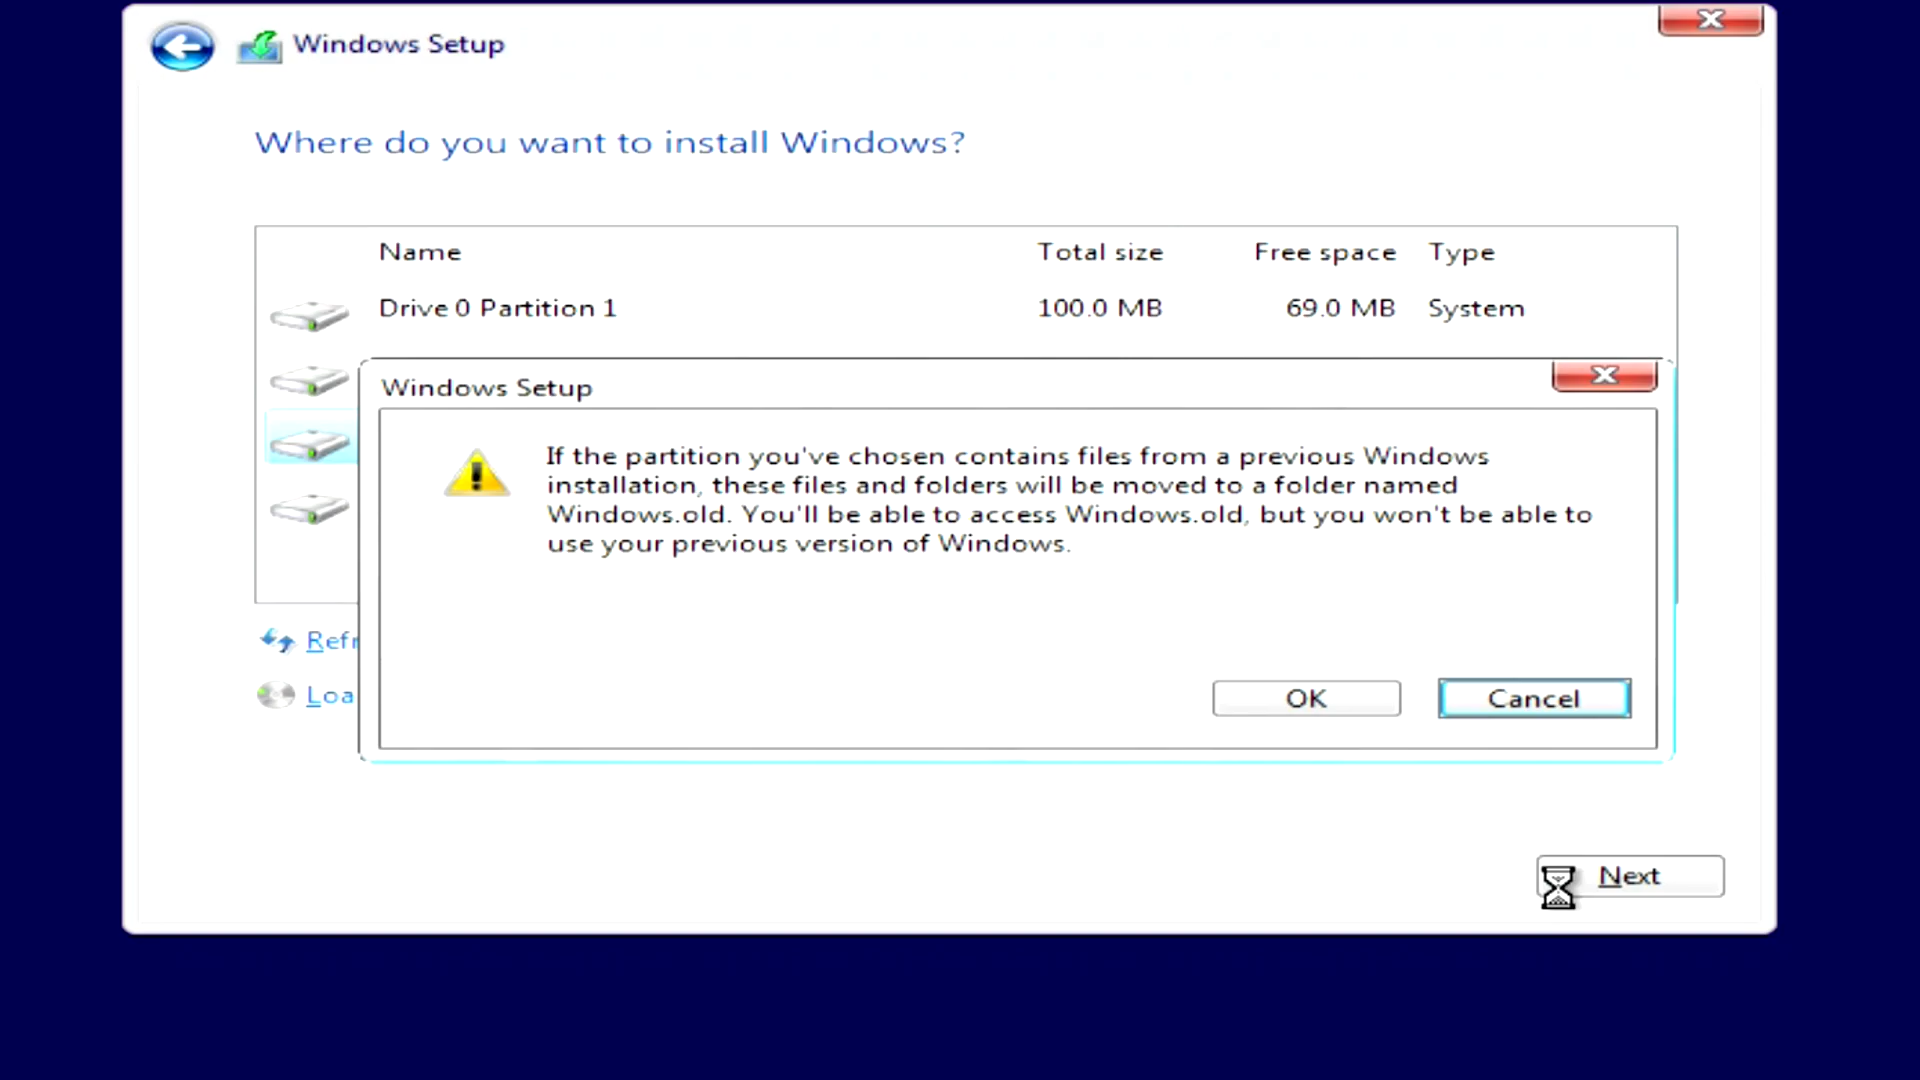 Windows Setup
Where do you want to install Windows?
Name Total size Free space Type
Drive 0 Partition 1 100.0 MB 69.0 MB System
Windows Setup
If the partition you've chosen contains files from a previous Windows
installation, these files and folders will be moved to a folder named
Windows.old. You'll be able to access Windows.old, but you won't be able to
use your previous version of Windows.
Refr
Loa
OK Cancel
Next